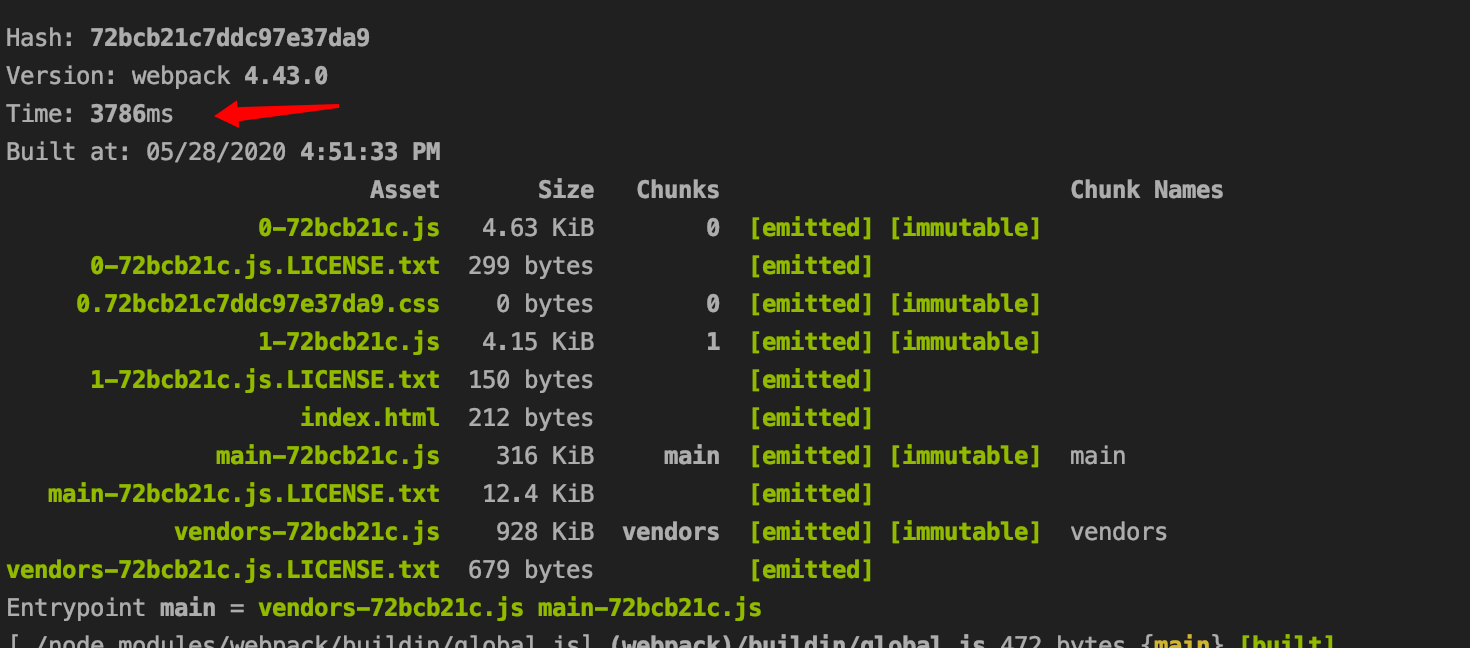 Hash: 72bcb21c7ddc97e37da9
Version: webpack 4.43.0
Time: 3786ms
Built at: 05/28/2020 4:51:33 PM
Asset Size Chunks Chunk Names
0-72bcb21c.js 4.63 KiB 0 [emitted] [immutable]
0-72bcb21c.js.LICENSE.txt 299 bytes [emitted]
0.72bcb21c7ddc97e37da9.css 0 bytes 0 [emitted] [immutable]
1-72bcb21c.js 4.15 KiB 1 [emitted] [immutable]
1-72bcb21c.js.LICENSE.txt 150 bytes [emitted]
index.html 212 bytes [emitted]
main-72bcb21c.js 316 KiB main [emitted] [immutable] main
main-72bcb21c.js.LICENSE.txt 12.4 KiB [emitted]
vendors-72bcb21c.js 928 KiB vendors [emitted] [immutable] vendors
vendors-72bcb21c.js.LICENSE.txt 679 bytes [emitted]
Entrypoint main = vendors-72bcb21c.js main-72bcb21c.js
[./node_modules/webpack/buildin/global.js] (webpack)/buildin/global.js 472 bytes {main} [built]